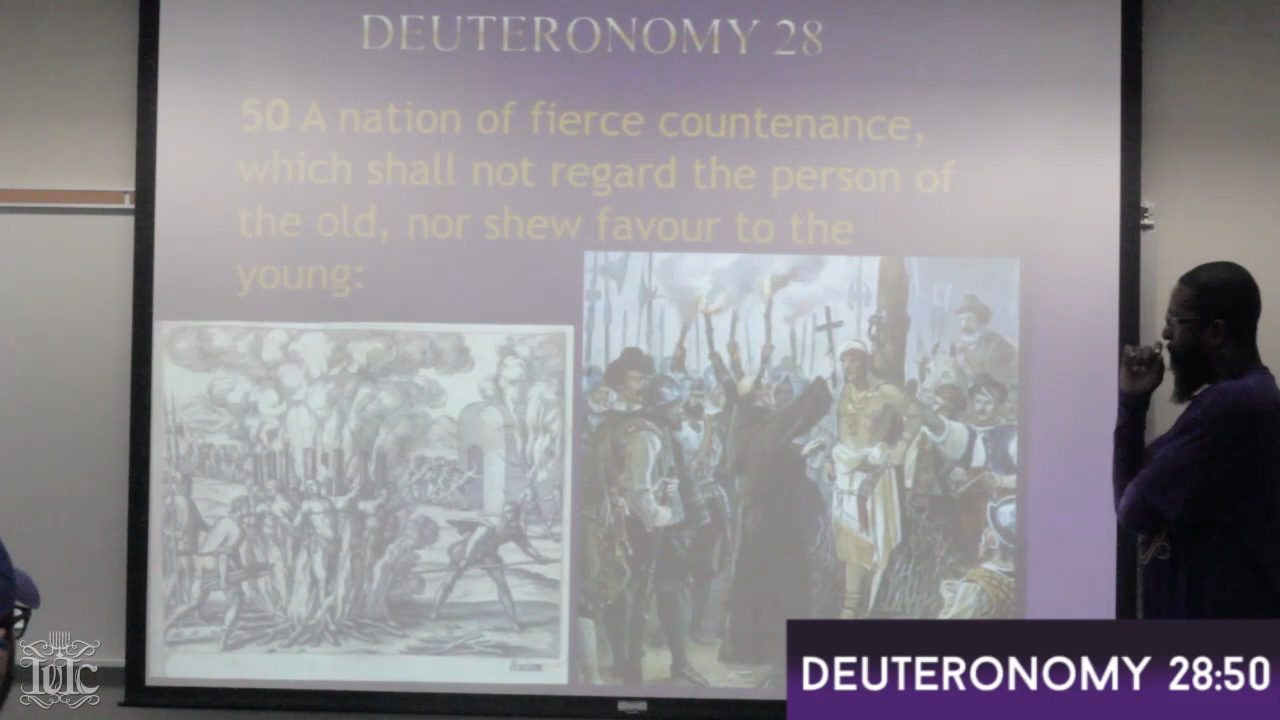 DEUTERONOMY 28
50 A nation of fierce countenance,
which shall not regard the person of
the old, nor shew favour to the
young:
IUIC
DEUTERONOMY 28:50